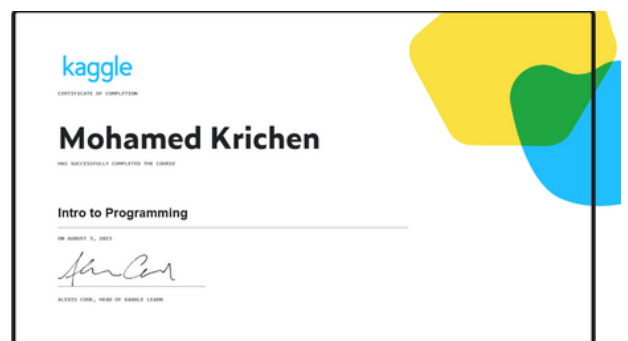 kaggle
CERTIFICATE OF COMPLETION
Mohamed Krichen
HAS SUCCESSFULLY COMPLETED THE COURSE
Intro to Programming
ON AUGUST 3, 2023
ALEXIS COOK, HEAD OF KAGGLE LEARN